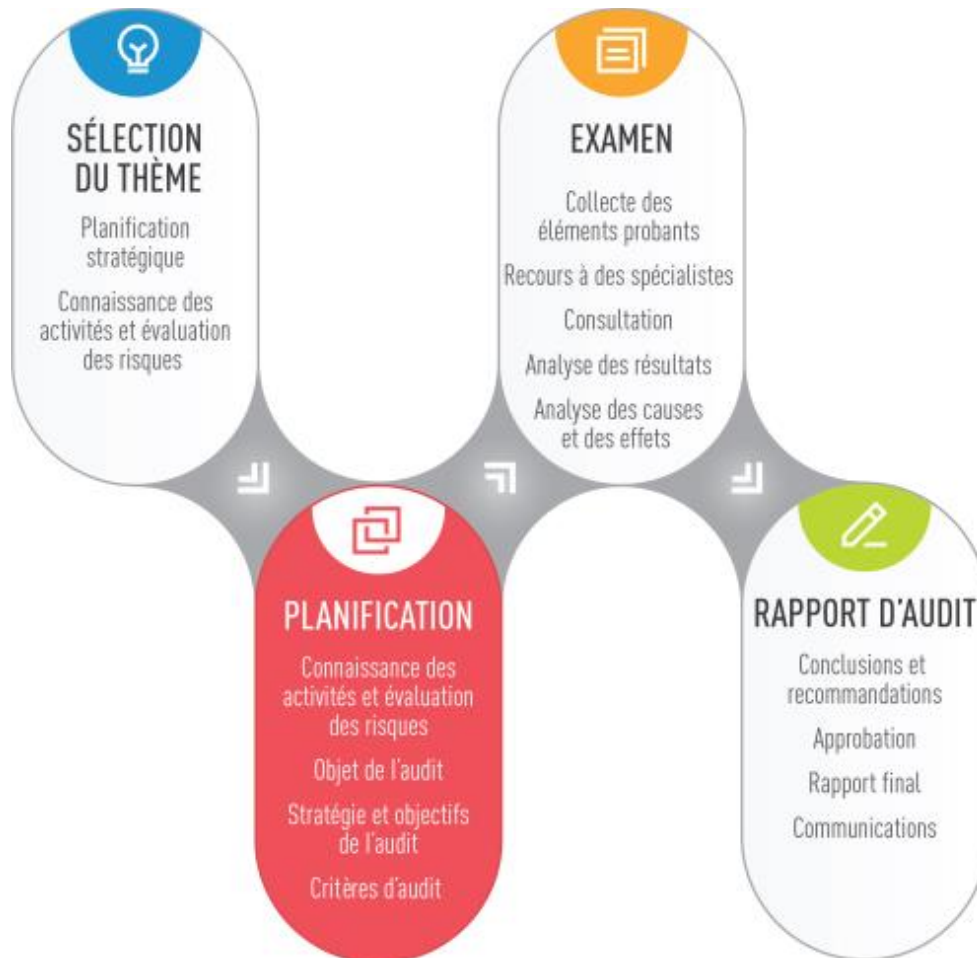 SÉLECTION
DU THÈME
Planification
stratégique
Connaissance des
activités et évaluation
des risques
PLANIFICATION
Connaissance des
activités et évaluation
des risques
Objet de l'audit
Stratégie et objectifs
de l'audit
Critères d'audit
EXAMEN
Collecte des
éléments probants
Recours à des spécialistes
Consultation
Analyse des résultats
Analyse des causes
et des effets
RAPPORT D'AUDIT
Conclusions et
recommandations
Approbation
Rapport final
Communications